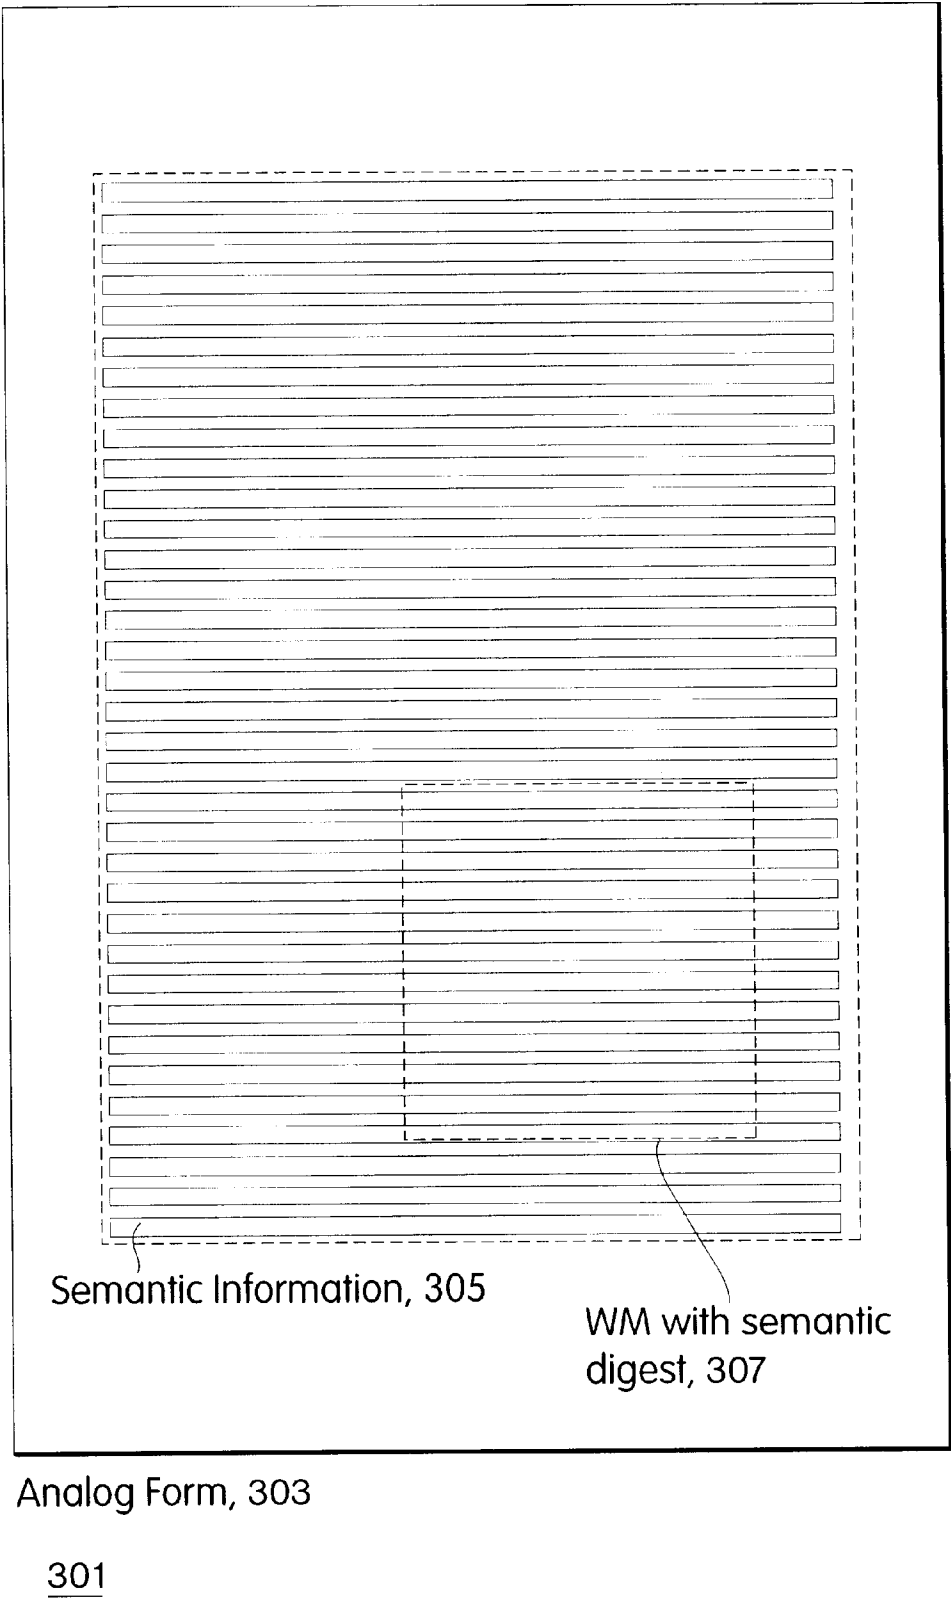 Semantic Information, 305
WM with semantic
digest, 307
Analog Form, 303
301